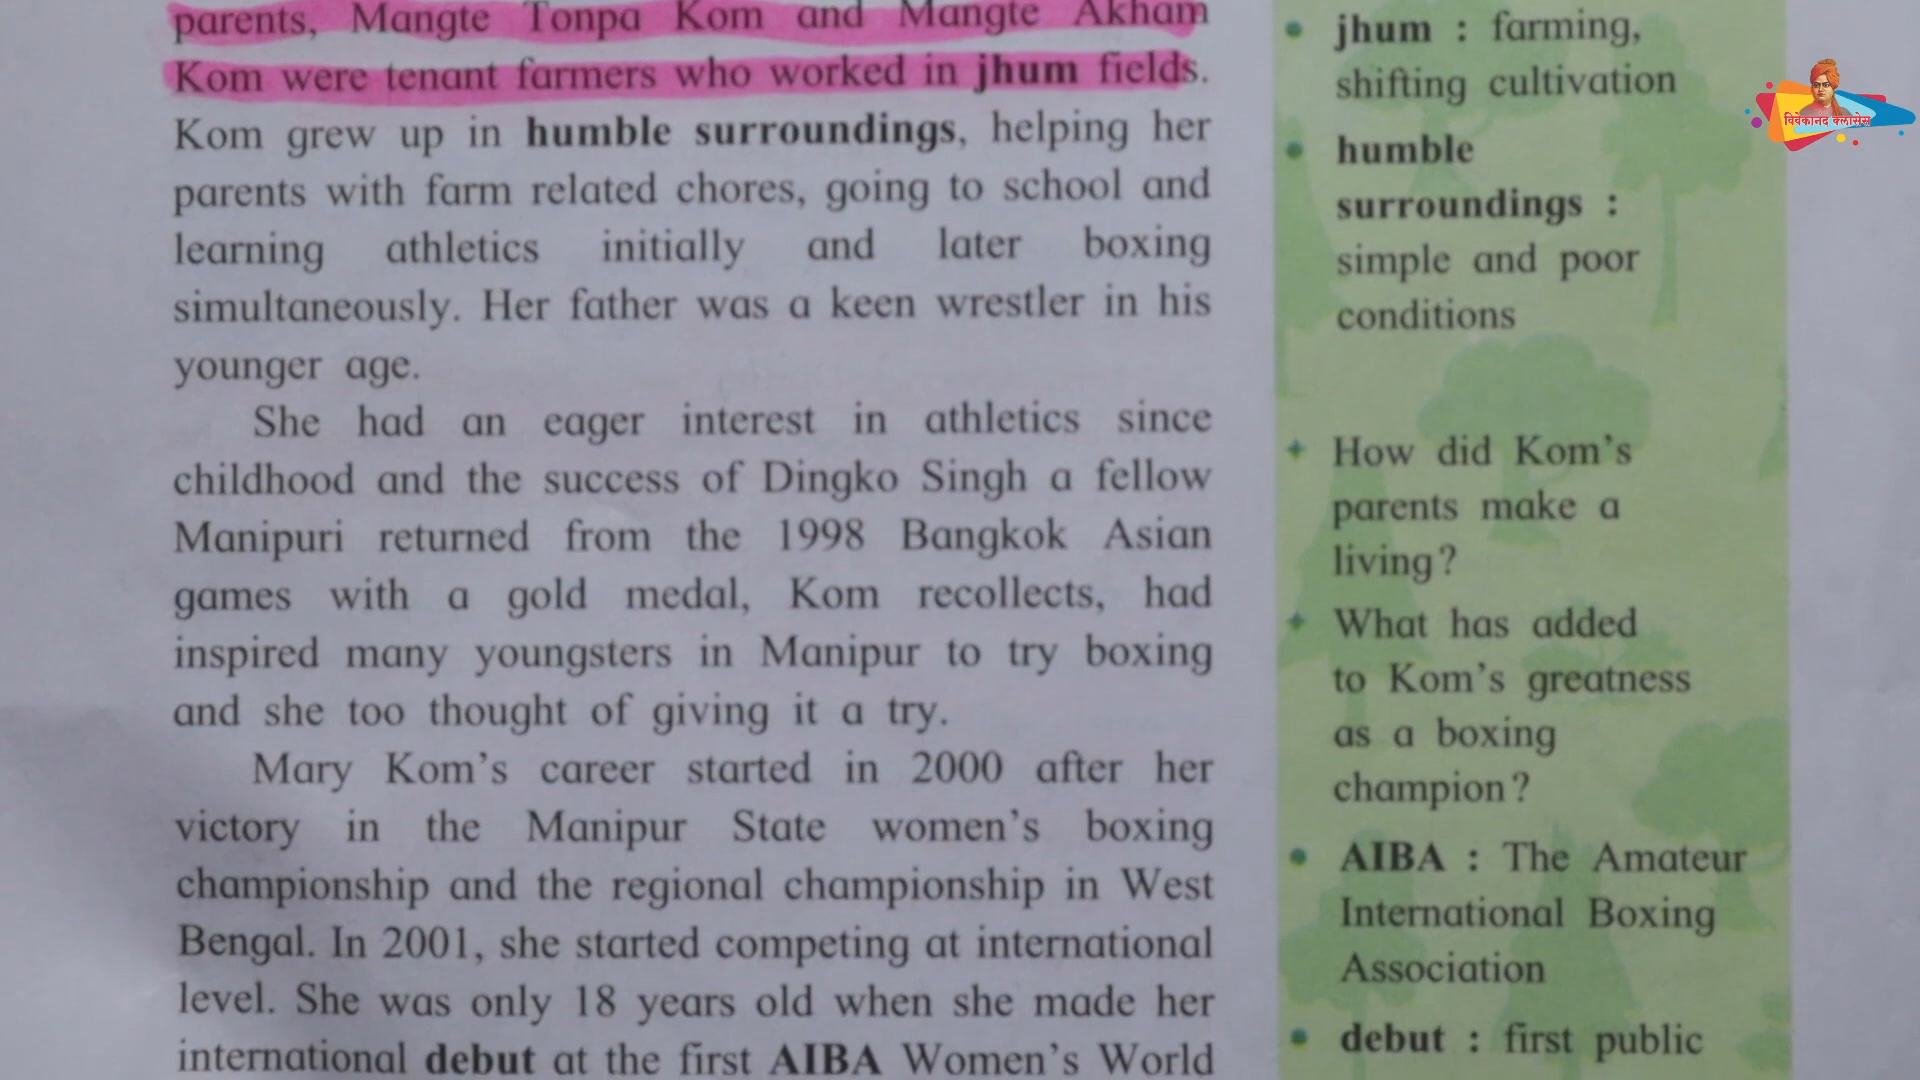 parents, Mangte Tonpa Kom and Mangte Akham
Kom were tenant farmers who worked in jhum fields.
Kom grew up in humble surroundings, helping her
parents with farm related chores, going to school and
learning athletics initially and later boxing
simultaneously. Her father was a keen wrestler in his
younger age.
She had an eager interest in athletics since
childhood and the success of Dingko Singh a fellow
Manipuri returned from the 1998 Bangkok Asian
games with a gold medal, Kom recollects, had
inspired many youngsters in Manipur to try boxing
and she too thought of giving it a try.
Mary Kom's career started in 2000 after her
victory in the Manipur State women's boxing
championship and the regional championship in West
Bengal. In 2001, she started competing at international
level. She was only 18 years old when she made her
international debut at the first AIBA Women's World
• jhum : farming,
shifting cultivation
• humble
surroundings :
simple and poor
conditions
✦ How did Kom's
parents make a
living?
✦ What has added
to Kom's greatness
as a boxing
champion?
• AIBA : The Amateur
International Boxing
Association
• debut : first public
विवेकानंद क्लासेस